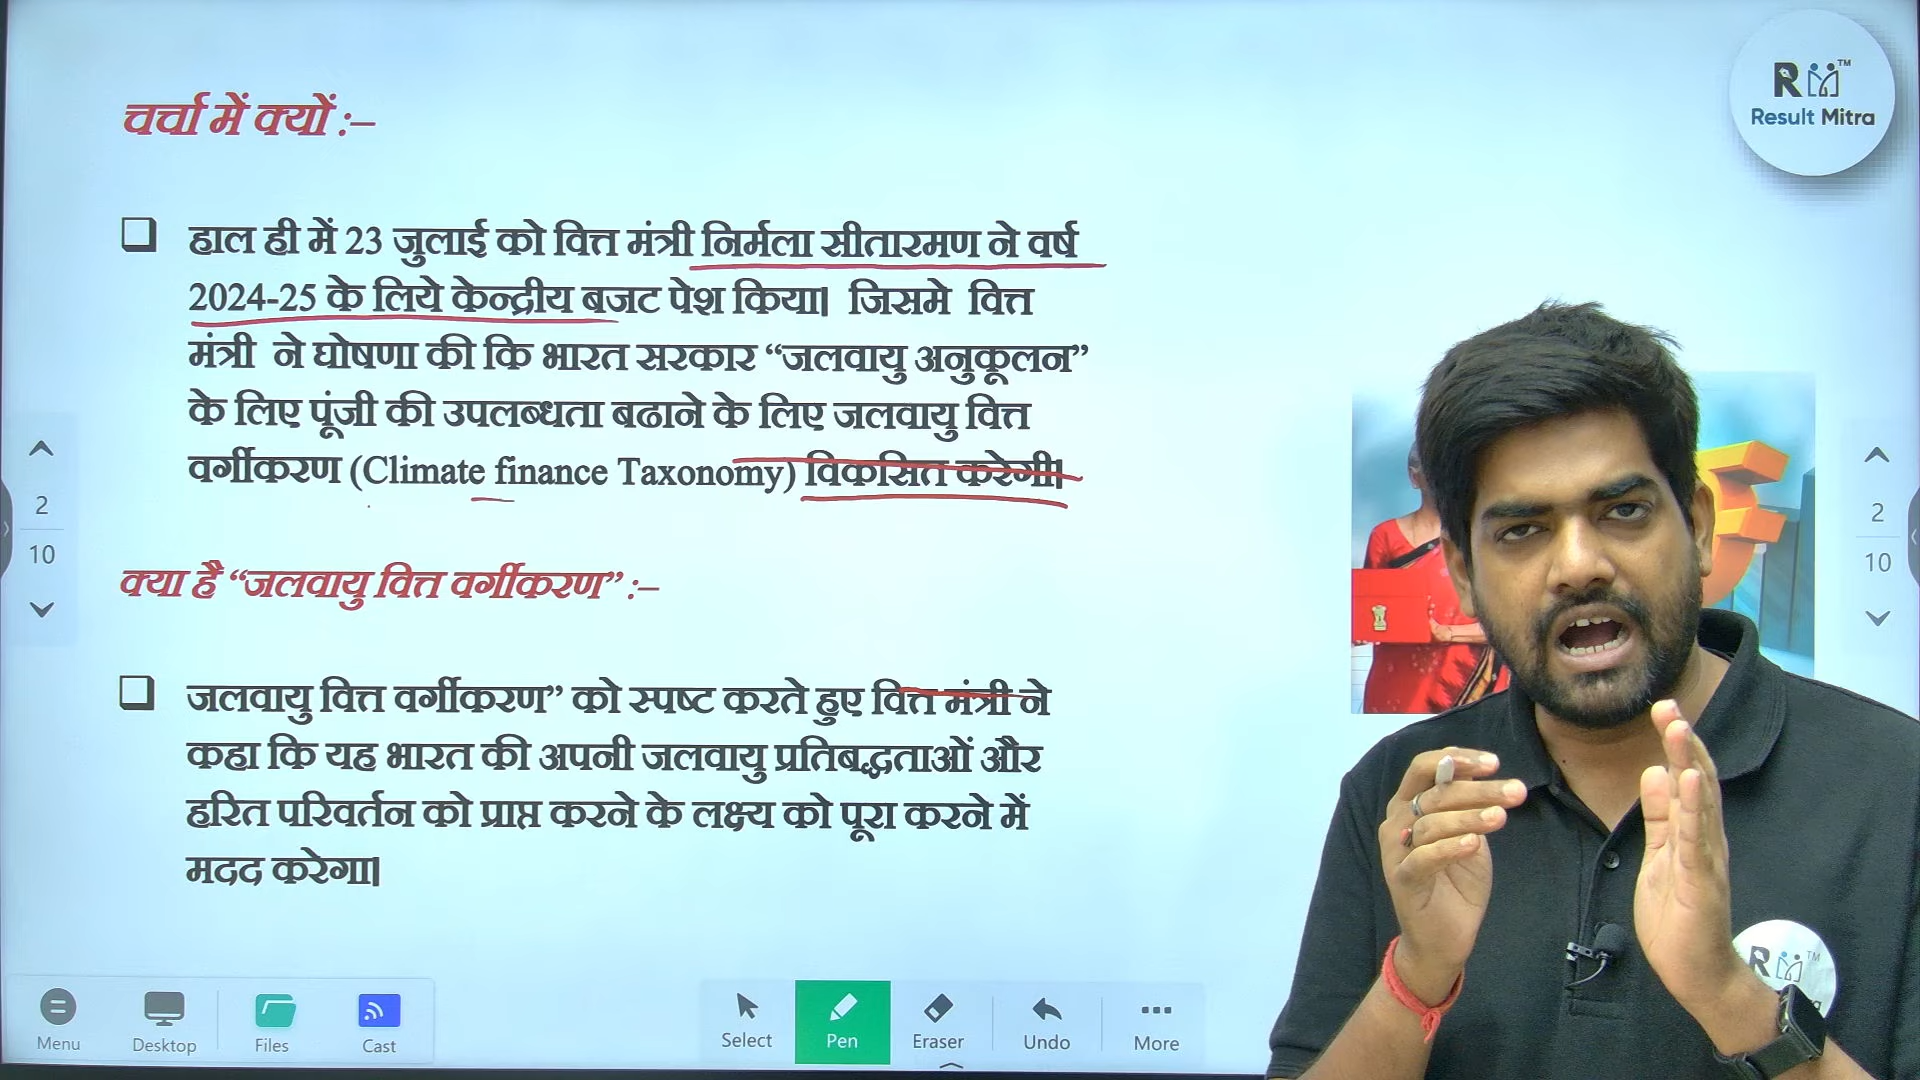 चर्चा में क्यों :–
हाल ही में 23 जुलाई को वित्त मंत्री निर्मला सीतारमण ने वर्ष
2024-25 के लिये केन्द्रीय बजट पेश किया। जिसमे वित्त
मंत्री ने घोषणा की कि भारत सरकार “जलवायु अनुकूलन”
के लिए पूंजी की उपलब्धता बढाने के लिए जलवायु वित्त
वर्गीकरण (Climate finance Taxonomy) विकसित करेगी।
क्या है “जलवायु वित्त वर्गीकरण” :–
जलवायु वित्त वर्गीकरण” को स्पष्ट करते हुए वित्त मंत्री ने
कहा कि यह भारत की अपनी जलवायु प्रतिबद्धताओं और
हरित परिवर्तन को प्राप्त करने के लक्ष्य को पूरा करने में
मदद करेगा।
R TM
Result Mitra
2
10
2
10
Menu Desktop Files Cast Select Pen Eraser Undo More
R TM